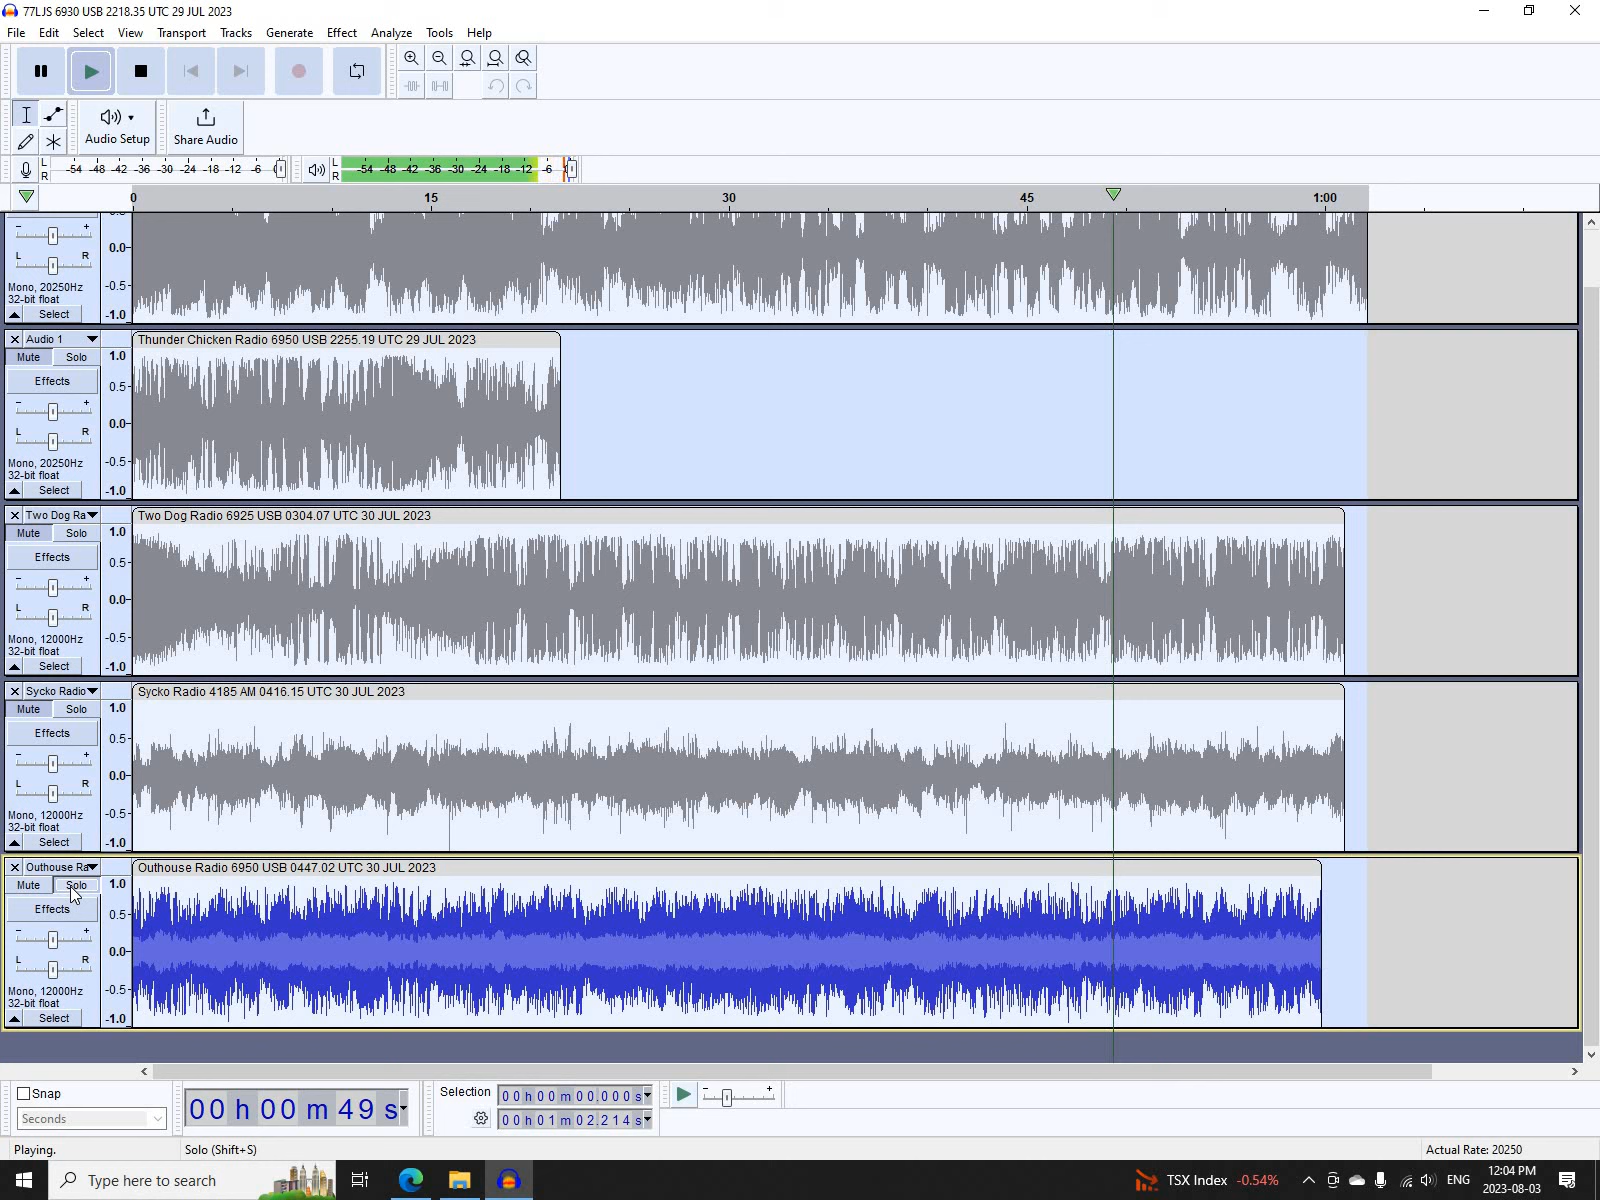 77LJS 6930 USB 2218.35 UTC 29 JUL 2023
File Edit Select View Transport Tracks Generate Effect Analyze Tools Help
Audio Setup
Share Audio
L
R
-54 -48 -42 -36 -30 -24 -18 -12 -6
L
R
-54 -48 -42 -36 -30 -24 -18 -12 -6
0 15 30 45 1:00
- +
L R
Mono, 20250Hz
32-bit float
Select
0.0
-0.5
-1.0
Audio 1
Thunder Chicken Radio 6950 USB 2255.19 UTC 29 JUL 2023
Mute Solo
Effects
- +
L R
Mono, 20250Hz
32-bit float
Select
1.0
0.5
0.0
-0.5
-1.0
Two Dog Ra
Two Dog Radio 6925 USB 0304.07 UTC 30 JUL 2023
Mute Solo
Effects
- +
L R
Mono, 12000Hz
32-bit float
Select
1.0
0.5
0.0
-0.5
-1.0
Sycko Radio
Sycko Radio 4185 AM 0416.15 UTC 30 JUL 2023
Mute Solo
Effects
- +
L R
Mono, 12000Hz
32-bit float
Select
1.0
0.5
0.0
-0.5
-1.0
Outhouse Ra
Outhouse Radio 6950 USB 0447.02 UTC 30 JUL 2023
Mute Solo
Effects
- +
L R
Mono, 12000Hz
32-bit float
Select
1.0
0.5
0.0
-0.5
-1.0
Snap
Seconds
00 h 00 m 49 s
Selection
00 h 00 m 00.000 s
00 h 01 m 02.214 s
- +
Playing.
Solo (Shift+S)
Actual Rate: 20250
Type here to search
TSX Index -0.54%
ENG
12:04 PM
2023-08-03